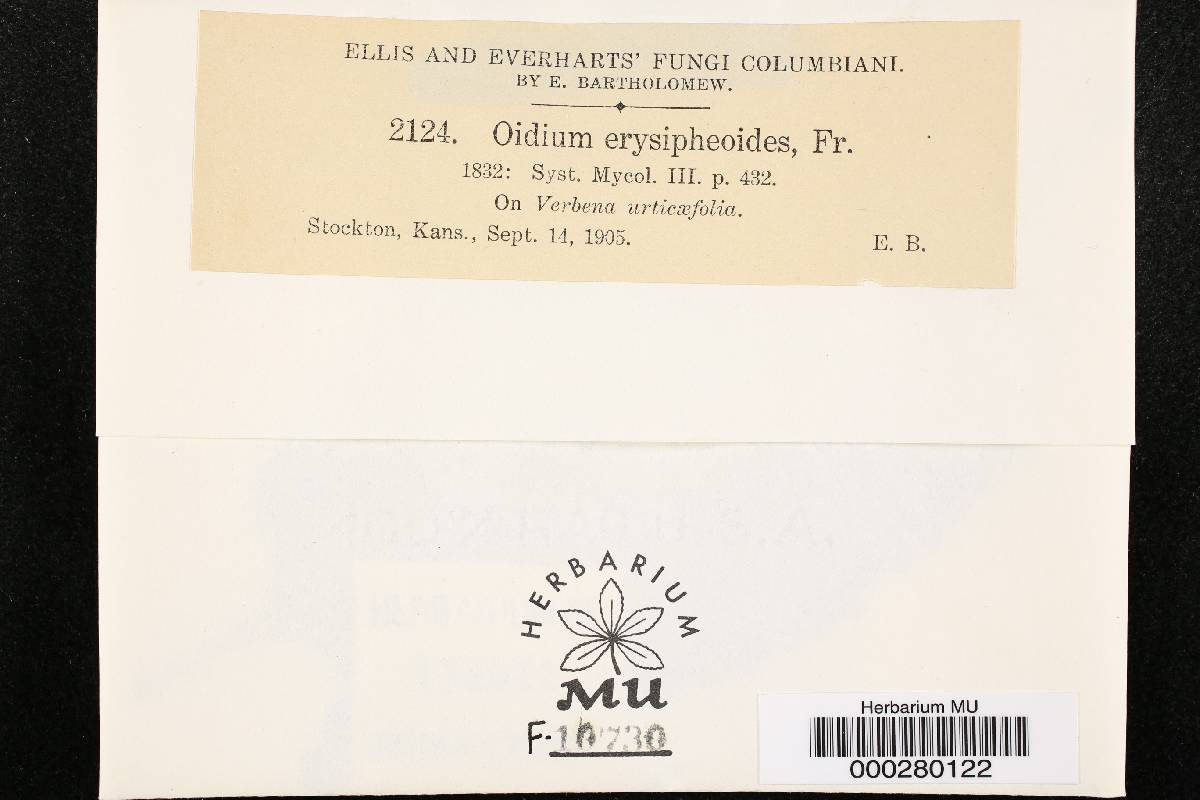 ELLIS AND EVERHARTS' FUNGI COLUMBIANI.
BY E. BARTHOLOMEW.
2124. Oidium erysipheoides, Fr.
1832: Syst. Mycol. III. p. 432.
On Verbena urticæfolia.
Stockton, Kans., Sept. 14, 1905. E. B.
HERBARIUM
MU
F-
Herbarium MU
000280122